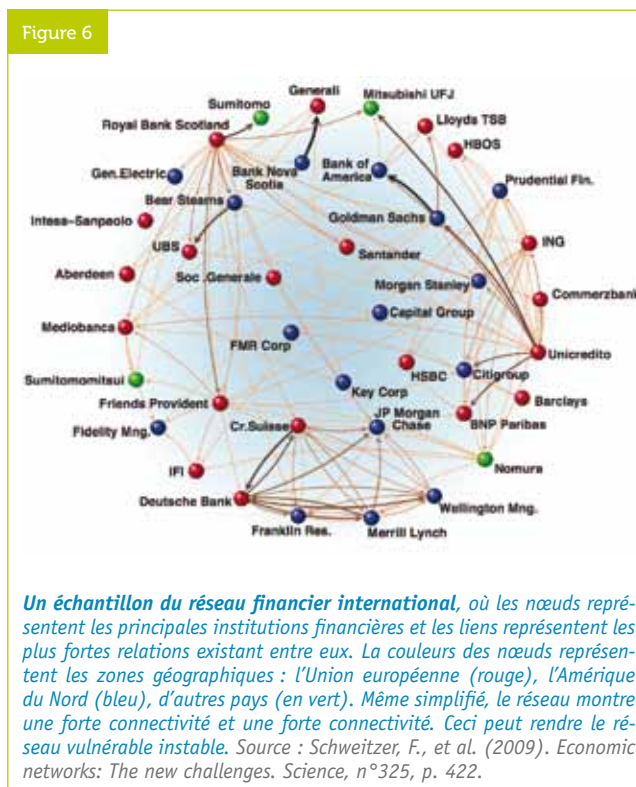 Figure 6
Generali
Mitsubishi UFJ
Sumitomo
Lloyds TSB
Royal Bank Scotland
HBOS
Gen.Electric
Bank Nova
Scotia
Bank of
America
Prudential Fin.
Bear Stearns
Goldman Sachs
Intesa-Sanpaolo
UBS
Santander
ING
Aberdeen
Soc.Generale
Morgan Stanley
Commerzbank
Mediobanca
Capital Group
FMR Corp
Unicredito
HSBC
Citigroup
Sumitomomitsui
Key Corp
Friends Provident
Barclays
JP Morgan
Chase
BNP Paribas
Fidelity Mng.
Cr.Suisse
Nomura
IFI
Deutsche Bank
Wellington Mng.
Franklin Res.
Merrill Lynch
Un échantillon du réseau financier international, où les nœuds repré-
sentent les principales institutions financières et les liens représentent les
plus fortes relations existant entre eux. La couleurs des nœuds représen-
tent les zones géographiques : l'Union européenne (rouge), l'Amérique
du Nord (bleu), d'autres pays (en vert). Même simplifié, le réseau montre
une forte connectivité et une forte connectivité. Ceci peut rendre le ré-
seau vulnérable instable. Source : Schweitzer, F., et al. (2009). Economic
networks: The new challenges. Science, n°325, p. 422.